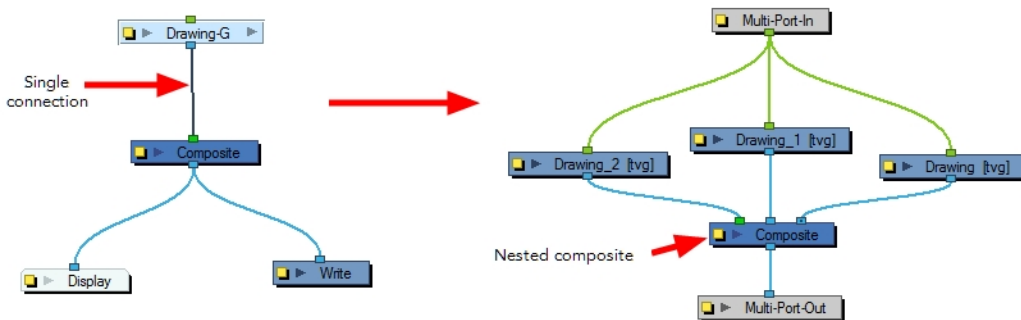 Drawing-G
Single
connection
Composite
Display
Write
Multi-Port-In
Drawing_2 [tvg]
Drawing_1 [tvg]
Drawing [tvg]
Nested composite
Composite
Multi-Port-Out